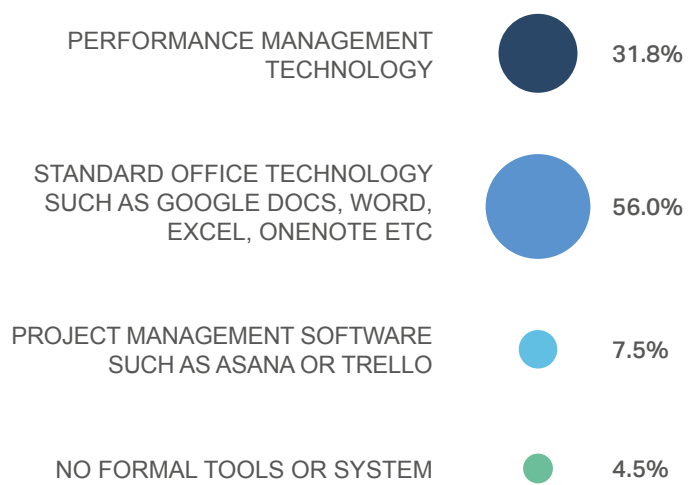 PERFORMANCE MANAGEMENT
TECHNOLOGY
31.8%
STANDARD OFFICE TECHNOLOGY
SUCH AS GOOGLE DOCS, WORD,
EXCEL, ONENOTE ETC
56.0%
PROJECT MANAGEMENT SOFTWARE
SUCH AS ASANA OR TRELLO
7.5%
NO FORMAL TOOLS OR SYSTEM
4.5%